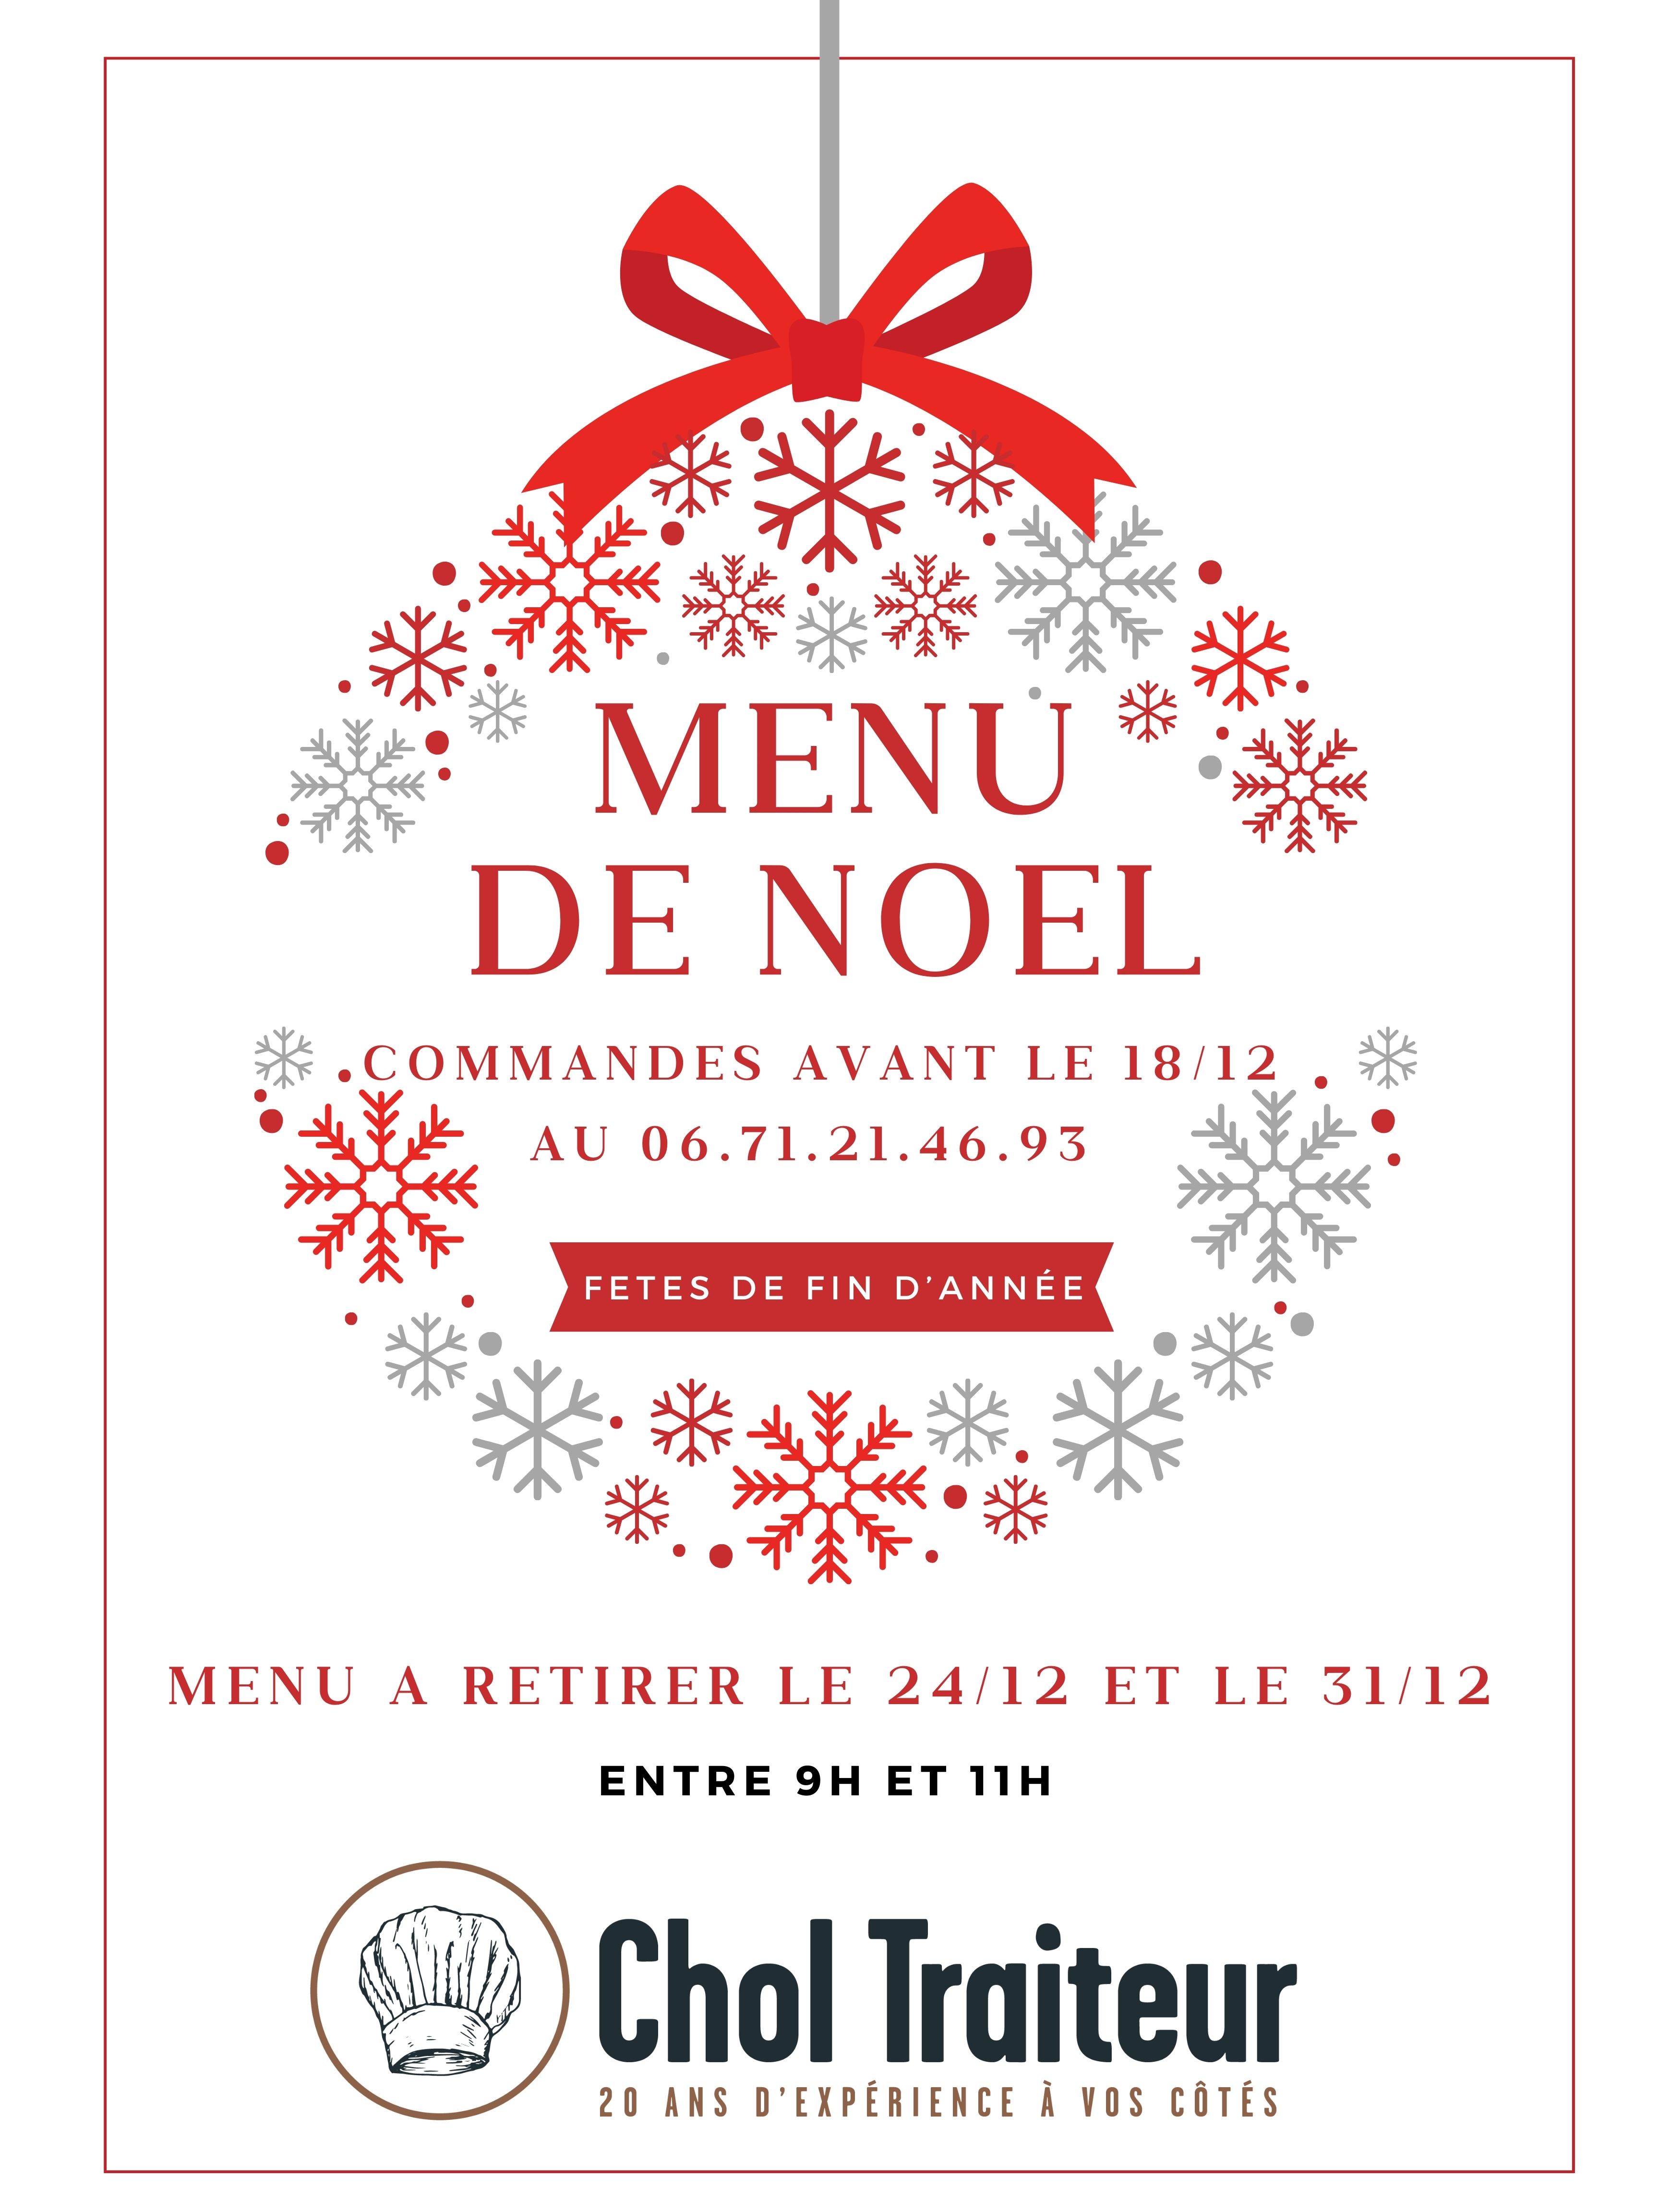 MENU
DE NOEL
COMMANDES AVANT LE 18/12
AU 06.71.21.46.93
FETES DE FIN D'ANNÉE
MENU A RETIRER LE 24/12 ET LE 31/12
ENTRE 9H ET 11H
Chol Traiteur
20 ANS D'EXPÉRIENCE À VOS CÔTÉS